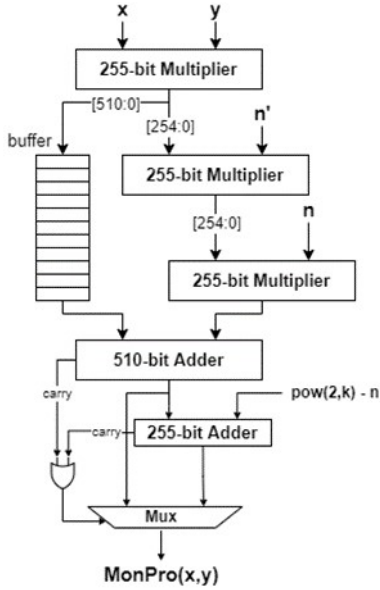 x y
255-bit Multiplier
[510:0]
[254:0]
n'
buffer
255-bit Multiplier
[254:0]
n
255-bit Multiplier
510-bit Adder
carry
pow(2,k) - n
carry
255-bit Adder
Mux
MonPro(x,y)